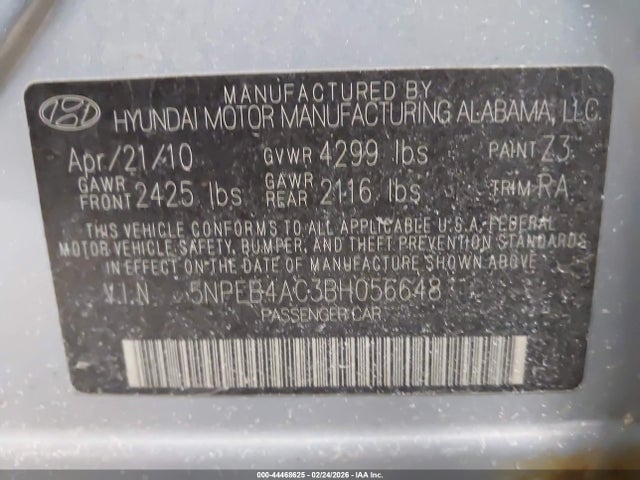 MANUFACTURED BY
HYUNDAI MOTOR MANUFACTURING ALABAMA, LLC
Apr/21/10 GVWR 4299 lbs PAINT Z3
GAWR FRONT 2425 lbs GAWR REAR 2116 lbs TRIM RA
THIS VEHICLE CONFORMS TO ALL APPLICABLE U.S.A. FEDERAL
MOTOR VEHICLE SAFETY, BUMPER, AND THEFT PREVENTION STANDARDS
IN EFFECT ON THE DATE OF MANUFACTURE SHOWN ABOVE.
V.I.N 5NPEB4AC3BH056648
PASSENGER CAR
000-44468625 - 02/24/2026 - IAA Inc.